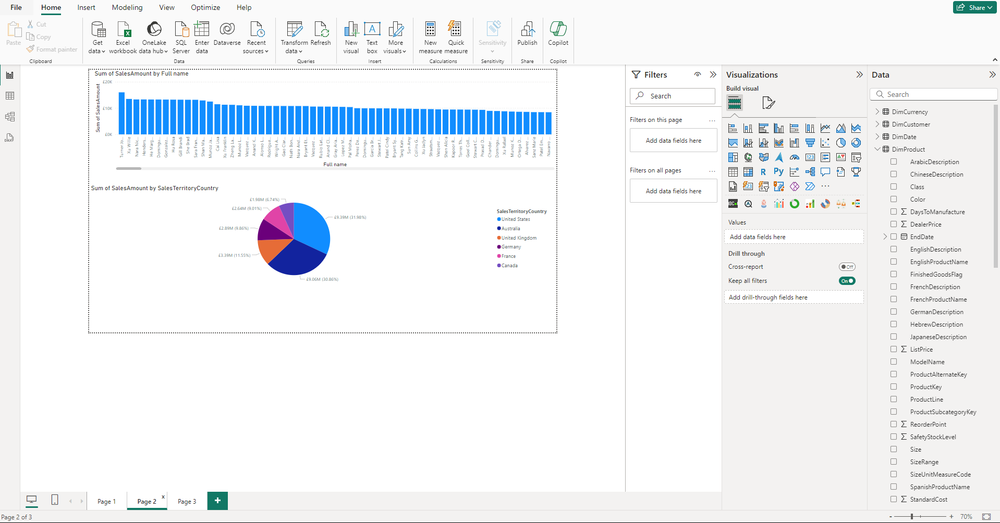 File Home Insert Modeling View Optimize Help Share
Paste Cut
Copy
Format painter
Get data Excel workbook OneLake data hub SQL Server Enter data Dataverse Recent sources
Transform data Refresh New visual Text box More visuals New measure Quick measure Sensitivity Publish Copilot
Clipboard Data Queries Insert Calculations Sensitivity Share Copilot
Sum of SalesAmount by Full name
Sum of SalesAmount
£20K
£10K
£0K
Turner Jo...
Xu Willie
Nara Nic...
Henders...
He Marg...
Domingu...
Gonzalez...
Hu Rosa
Gill Brandi
She Brad
Sara Fran...
Shan Ma...
Munoz Ja...
Cai Lisa
Xu Franklin
Zheng La...
Munoz L...
Vazquez ...
Anand K...
Alonso L...
Rodrigue...
Wright A...
Gao Clar...
Nath Bon...
Nara And...
Bryant Et...
Vazquez ...
Rubio Lat...
Anand Cl...
Gray Aria...
Lopez M...
Pal Moha...
Perez De...
Domingu...
Garcia Br...
Stewart J...
Patel Cindy
Bryant Sy...
Tang Katr...
Sun Amy
Collins G...
Xu Jaclyn
Straatsm...
Vazquez ...
Shen Alicia
Kapoor R...
Torres Th...
Goel Coll...
Stewart C...
Prasad D...
Chander ...
Domingu...
Xu Rafael
Munoz K...
Ortega D...
Alvarez ...
Sanz Marie
Patel Em...
Navarro ...
Full name
Sum of SalesAmount by SalesTerritoryCountry
£1.98M (6.74%)
£2.64M (9.01%)
£9.39M (31.98%)
£2.89M (9.86%)
£3.39M (11.55%)
£9.06M (30.86%)
SalesTerritoryCountry
United States
Australia
United Kingdom
Germany
France
Canada
Filters
Search
Filters on this page ...
Add data fields here
Filters on all pages ...
Add data fields here
Visualizations
Build visual
123
R
Py
123
BC
...
Values
Add data fields here
Drill through
Cross-report Off
Keep all filters On
Add drill-through fields here
Data
Search
DimCurrency
DimCustomer
DimDate
DimProduct
ArabicDescription
ChineseDescription
Class
Color
DaysToManufacture
DealerPrice
EndDate
EnglishDescription
EnglishProductName
FinishedGoodsFlag
FrenchDescription
FrenchProductName
GermanDescription
HebrewDescription
JapaneseDescription
ListPrice
ModelName
ProductAlternateKey
ProductKey
ProductLine
ProductSubcategoryKey
ReorderPoint
SafetyStockLevel
Size
SizeRange
SizeUnitMeasureCode
SpanishProductName
StandardCost
Page 1 Page 2 x Page 3 +
Page 2 of 3
- + 70%